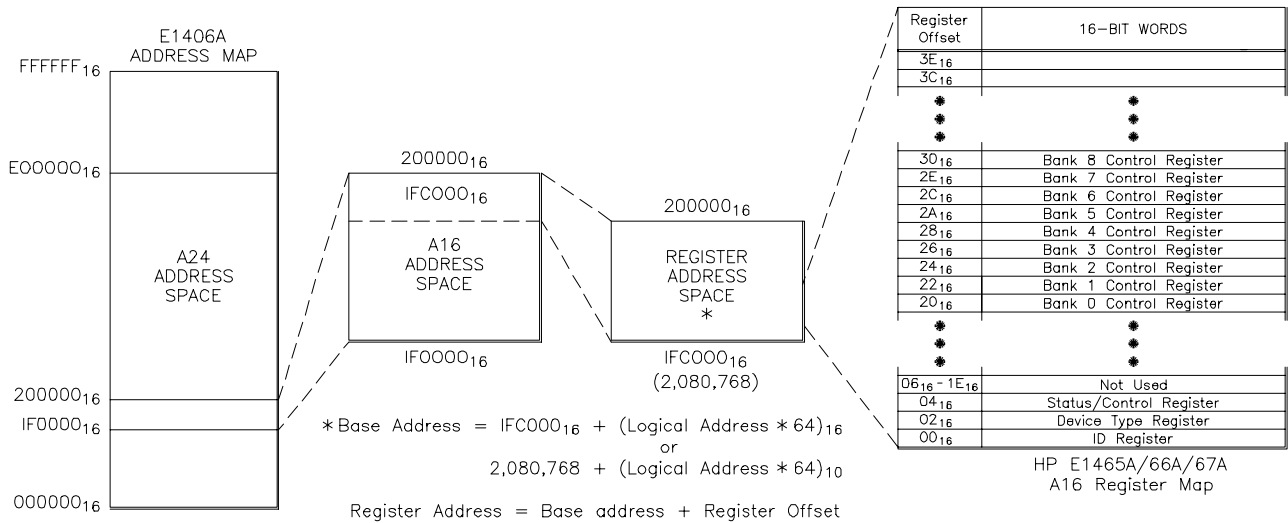 E1406A
ADDRESS MAP
FFFFFF16
E0000016
A24
ADDRESS
SPACE
20000016
IF000016
00000016
20000016
IFC00016
A16
ADDRESS
SPACE
IF000016
20000016
REGISTER
ADDRESS
SPACE
*
IFC00016
(2,080,768)
*Base Address = IFC00016 + (Logical Address * 64)16
or
2,080,768 + (Logical Address * 64)10
Register Address = Base address + Register Offset
Register
Offset
16-BIT WORDS
3E16
3C16
* *
* *
* *
3016 Bank 8 Control Register
2E16 Bank 7 Control Register
2C16 Bank 6 Control Register
2A16 Bank 5 Control Register
2816 Bank 4 Control Register
2616 Bank 3 Control Register
2416 Bank 2 Control Register
2216 Bank 1 Control Register
2016 Bank 0 Control Register
* *
* *
* *
0616-1E16 Not Used
0416 Status/Control Register
0216 Device Type Register
0016 ID Register
HP E1465A/66A/67A
A16 Register Map